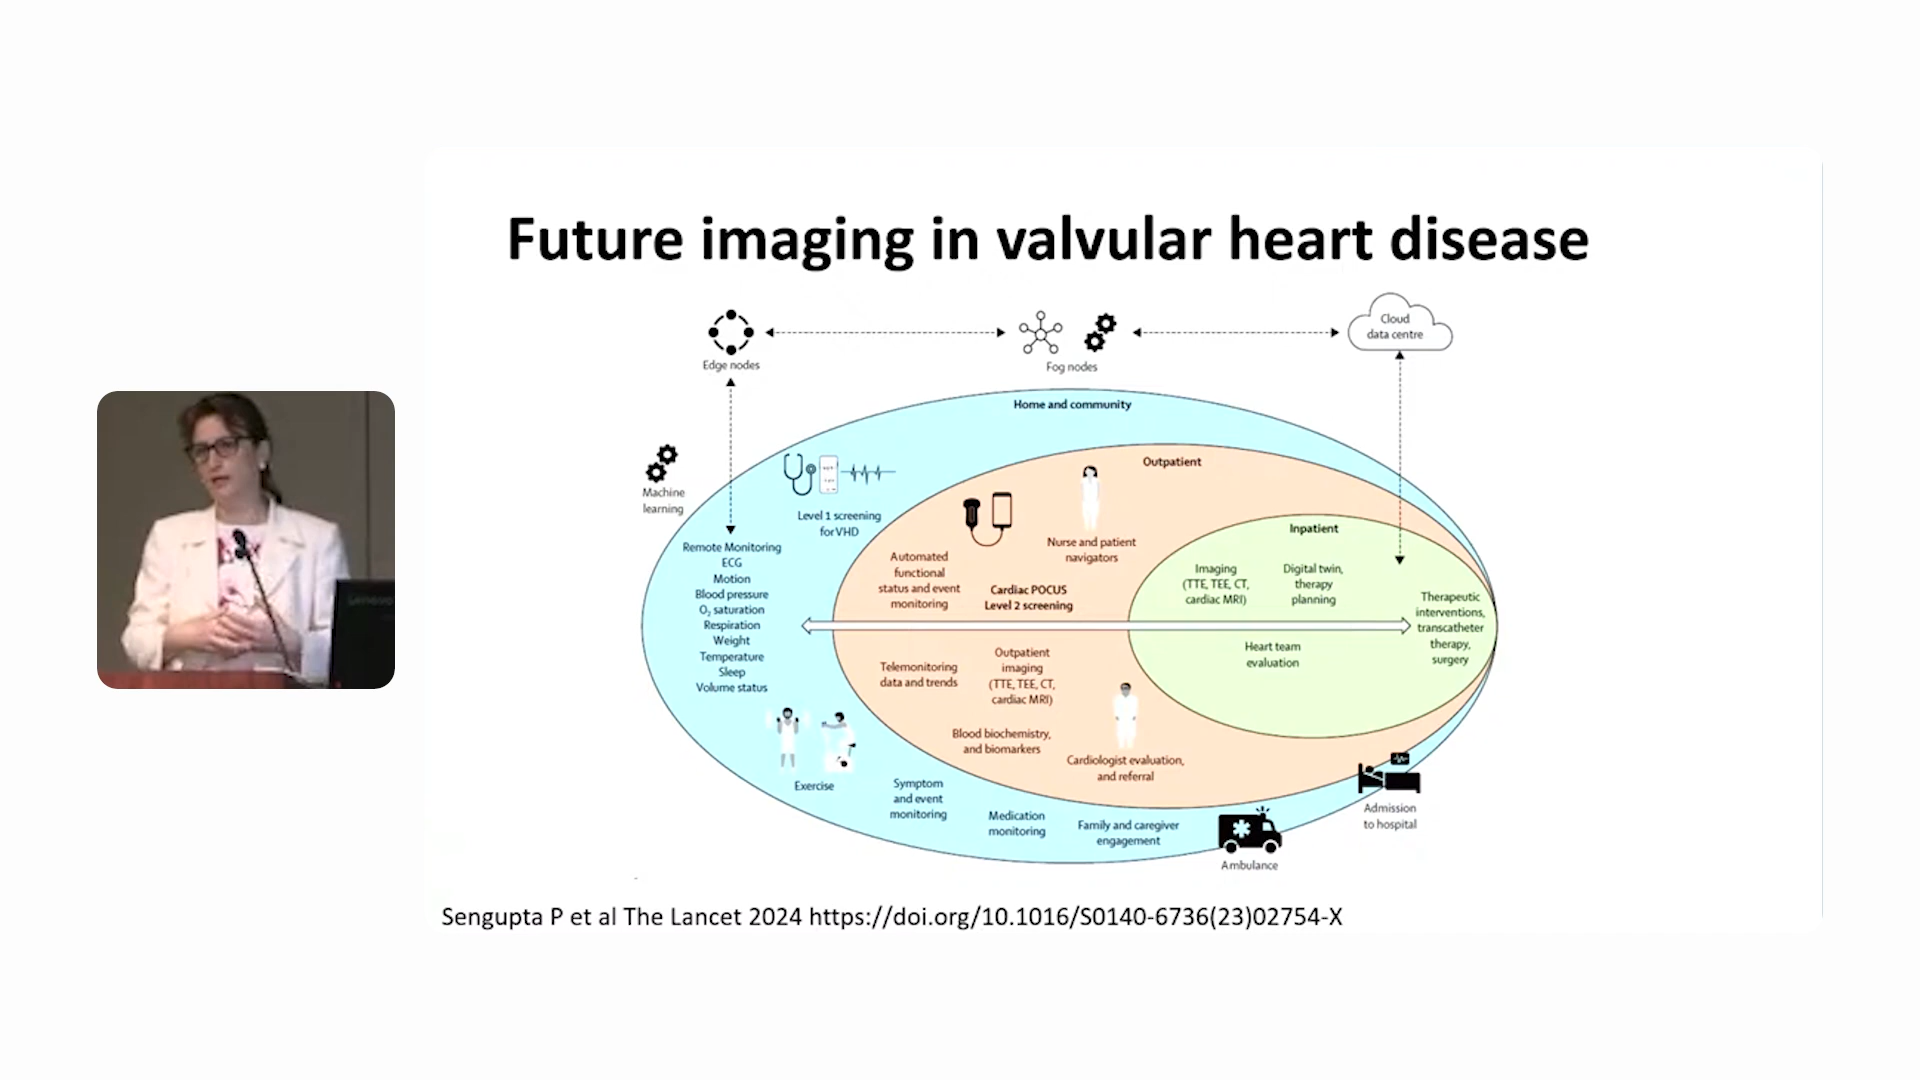 Future imaging in valvular heart disease
Edge nodes
Fog nodes
Cloud
data centre
Machine
learning
Home and community
Level 1 screening
for VHD
Remote Monitoring
ECG
Motion
Blood pressure
O₂ saturation
Respiration
Weight
Temperature
Sleep
Volume status
Exercise
Symptom
and event
monitoring
Medication
monitoring
Family and caregiver
engagement
Ambulance
Admission
to hospital
Outpatient
Nurse and patient
navigators
Automated
functional
status and event
monitoring
Cardiac POCUS
Level 2 screening
Telemonitoring
data and trends
Outpatient
imaging
(TTE, TEE, CT,
cardiac MRI)
Blood biochemistry,
and biomarkers
Cardiologist evaluation,
and referral
Inpatient
Imaging
(TTE, TEE, CT,
cardiac MRI)
Digital twin,
therapy
planning
Heart team
evaluation
Therapeutic
interventions,
transcatheter
therapy,
surgery
Sengupta P et al The Lancet 2024 https://doi.org/10.1016/S0140-6736(23)02754-X